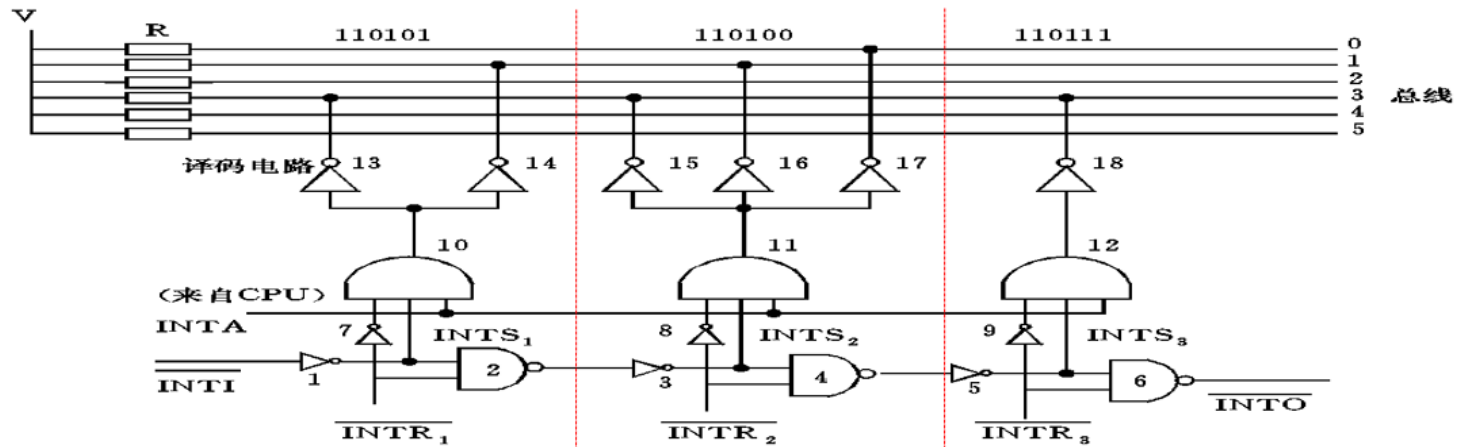 V
R
110101
110100
110111
0
1
2
3
4
5
总线
译码电路
13
14
15
16
17
18
10
11
12
(来自CPU)
INTA
7
INTS₁
8
INTS₂
9
INTS₃
INTI
1
2
3
4
5
6
INTO
INTR₁
INTR₂
INTR₃